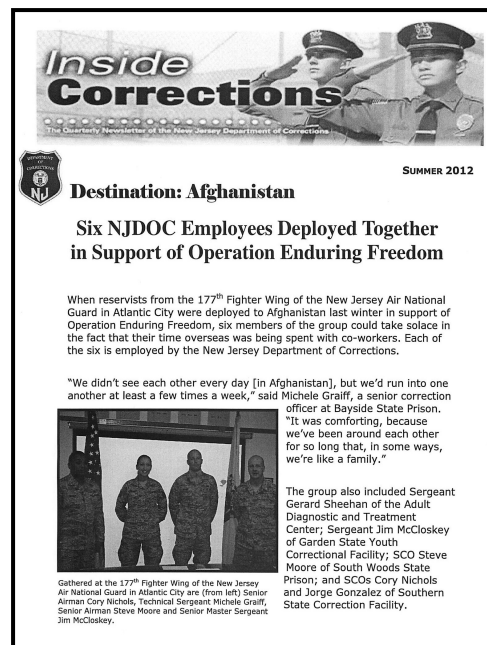 Inside
Corrections
The Quarterly Newsletter of the New Jersey Department of Corrections
DEPARTMENT
OF
CORRECTIONS
NJ
SUMMER 2012
Destination: Afghanistan
Six NJDOC Employees Deployed Together
in Support of Operation Enduring Freedom
When reservists from the 177th Fighter Wing of the New Jersey Air National
Guard in Atlantic City were deployed to Afghanistan last winter in support of
Operation Enduring Freedom, six members of the group could take solace in
the fact that their time overseas was being spent with co-workers. Each of
the six is employed by the New Jersey Department of Corrections.
“We didn’t see each other every day [in Afghanistan], but we’d run into one
another at least a few times a week,” said Michele Graiff, a senior correction
officer at Bayside State Prison.
“It was comforting, because
we’ve been around each other
for so long that, in some ways,
we’re like a family.”
The group also included Sergeant
Gerard Sheehan of the Adult
Diagnostic and Treatment
Center; Sergeant Jim McCloskey
of Garden State Youth
Correctional Facility; SCO Steve
Moore of South Woods State
Prison; and SCOs Cory Nichols
and Jorge Gonzalez of Southern
State Correction Facility.
Gathered at the 177th Fighter Wing of the New Jersey
Air National Guard in Atlantic City are (from left) Senior
Airman Cory Nichols, Technical Sergeant Michele Graiff,
Senior Airman Steve Moore and Senior Master Sergeant
Jim McCloskey.